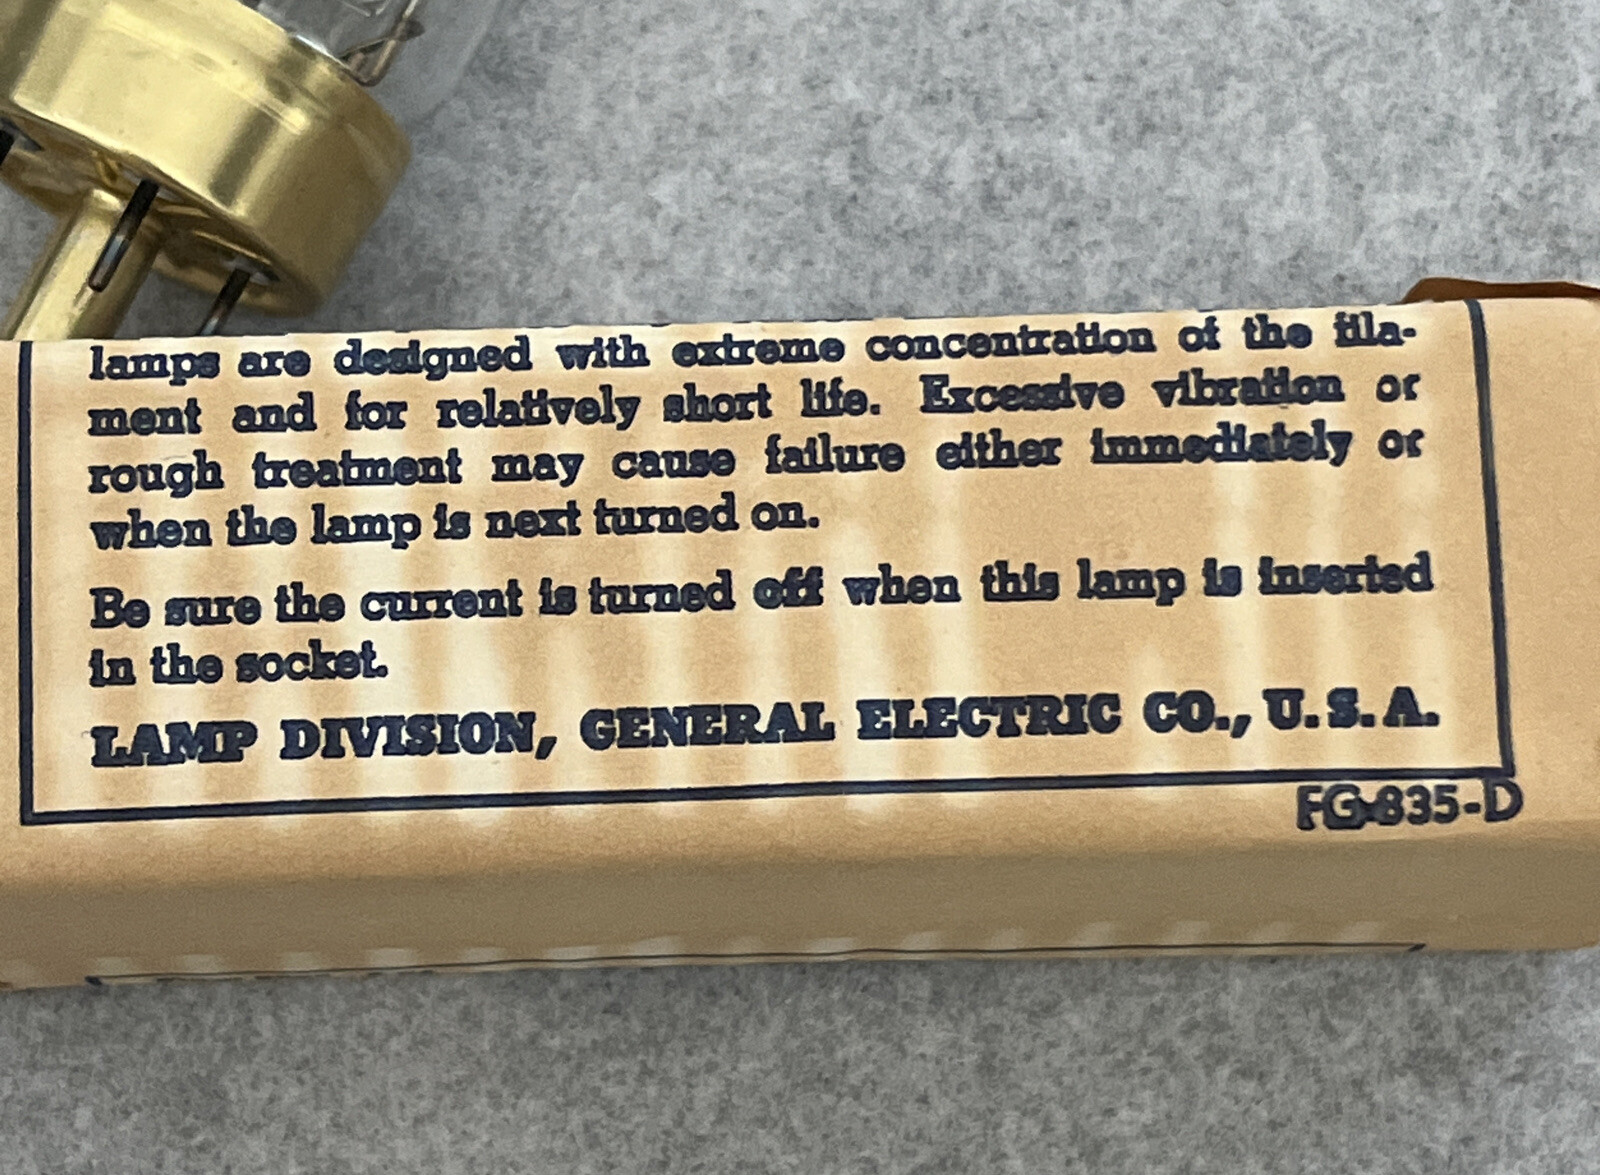 lamps are designed with extreme concentration of the fila-
ment and for relatively short life. Excessive vibration or
rough treatment may cause failure either immediately or
when the lamp is next turned on.
Be sure the current is turned off when this lamp is inserted
in the socket.
LAMP DIVISION, GENERAL ELECTRIC CO., U.S.A.
FG-835-D